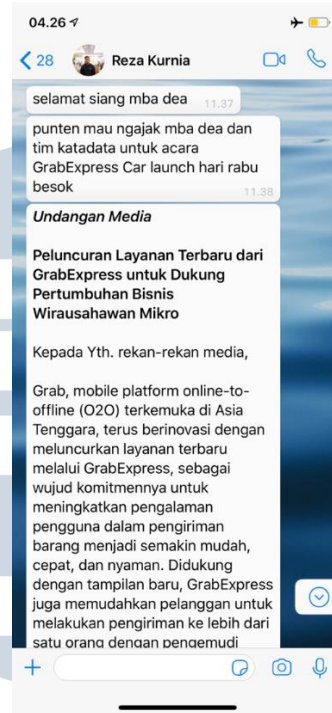 04.26
28 Reza Kurnia
selamat siang mba dea 11.37
punten mau ngajak mba dea dan
tim katadata untuk acara
GrabExpress Car launch hari rabu
besok
11.38
Undangan Media
Peluncuran Layanan Terbaru dari
GrabExpress untuk Dukung
Pertumbuhan Bisnis
Wirausahawan Mikro
Kepada Yth. rekan-rekan media,
Grab, mobile platform online-to-
offline (O2O) terkemuka di Asia
Tenggara, terus berinovasi dengan
meluncurkan layanan terbaru
melalui GrabExpress, sebagai
wujud komitmennya untuk
meningkatkan pengalaman
pengguna dalam pengiriman
barang menjadi semakin mudah,
cepat, dan nyaman. Didukung
dengan tampilan baru, GrabExpress
juga memudahkan pelanggan untuk
melakukan pengiriman ke lebih dari
satu orang dengan pengemudi